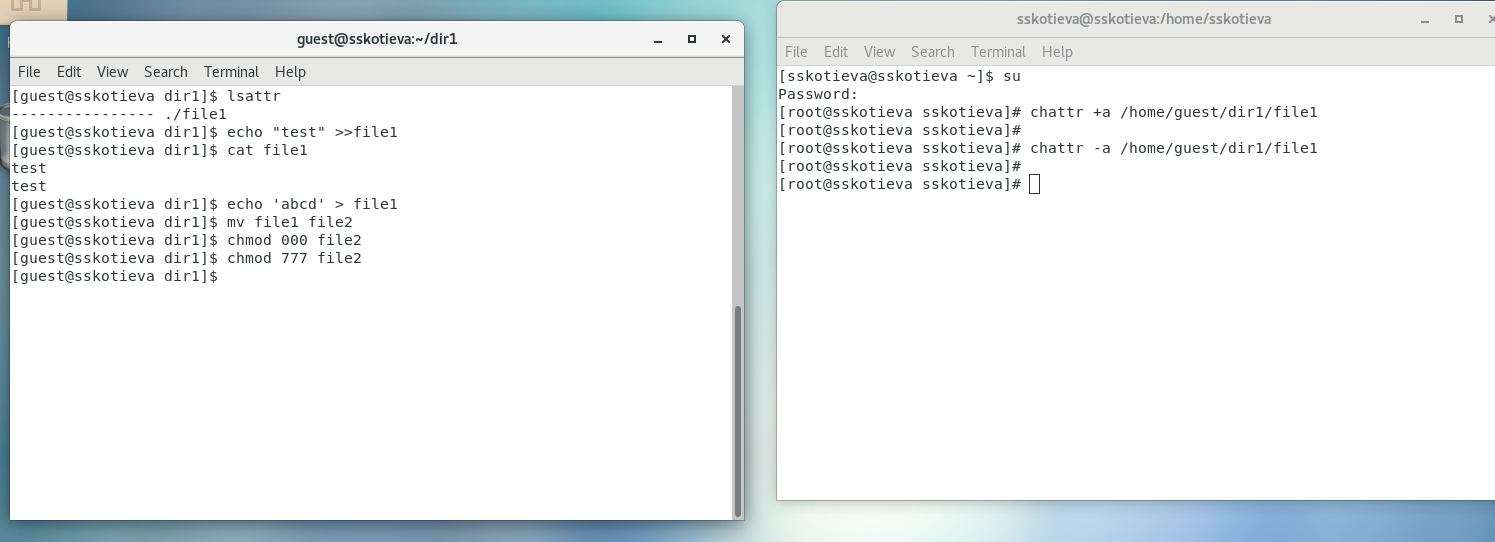 guest@sskotieva:~/dir1
File Edit View Search Terminal Help
[guest@sskotieva dir1]$ lsattr
---------------- ./file1
[guest@sskotieva dir1]$ echo "test" >>file1
[guest@sskotieva dir1]$ cat file1
test
test
[guest@sskotieva dir1]$ echo 'abcd' > file1
[guest@sskotieva dir1]$ mv file1 file2
[guest@sskotieva dir1]$ chmod 000 file2
[guest@sskotieva dir1]$ chmod 777 file2
[guest@sskotieva dir1]$
sskotieva@sskotieva:/home/sskotieva
File Edit View Search Terminal Help
[sskotieva@sskotieva ~]$ su
Password:
[root@sskotieva sskotieva]# chattr +a /home/guest/dir1/file1
[root@sskotieva sskotieva]#
[root@sskotieva sskotieva]# chattr -a /home/guest/dir1/file1
[root@sskotieva sskotieva]#
[root@sskotieva sskotieva]#